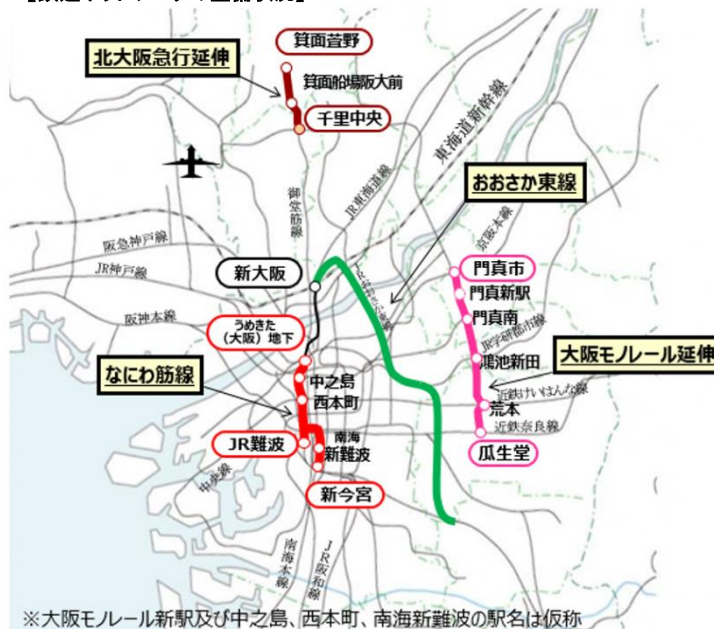 箕面萱野
北大阪急行延伸
箕面船場阪大前
千里中央
東海道新幹線
JR東海道線
御堂筋線
おおさか東線
京阪本線
阪急神戸線
新大阪
門真市
JR神戸線
門真新駅
阪神本線
門真南
うめきた
(大阪)地下
JR学研都市線
鴻池新田
大阪モノレール延伸
なにわ筋線
中之島
西本町
近鉄けいはんな線
荒本
近鉄奈良線
JR難波
南海
新難波
瓜生堂
中央線
新今宮
南海本線
JR阪和線
※大阪モノレール新駅及び中之島、西本町、南海新難波の駅名は仮称